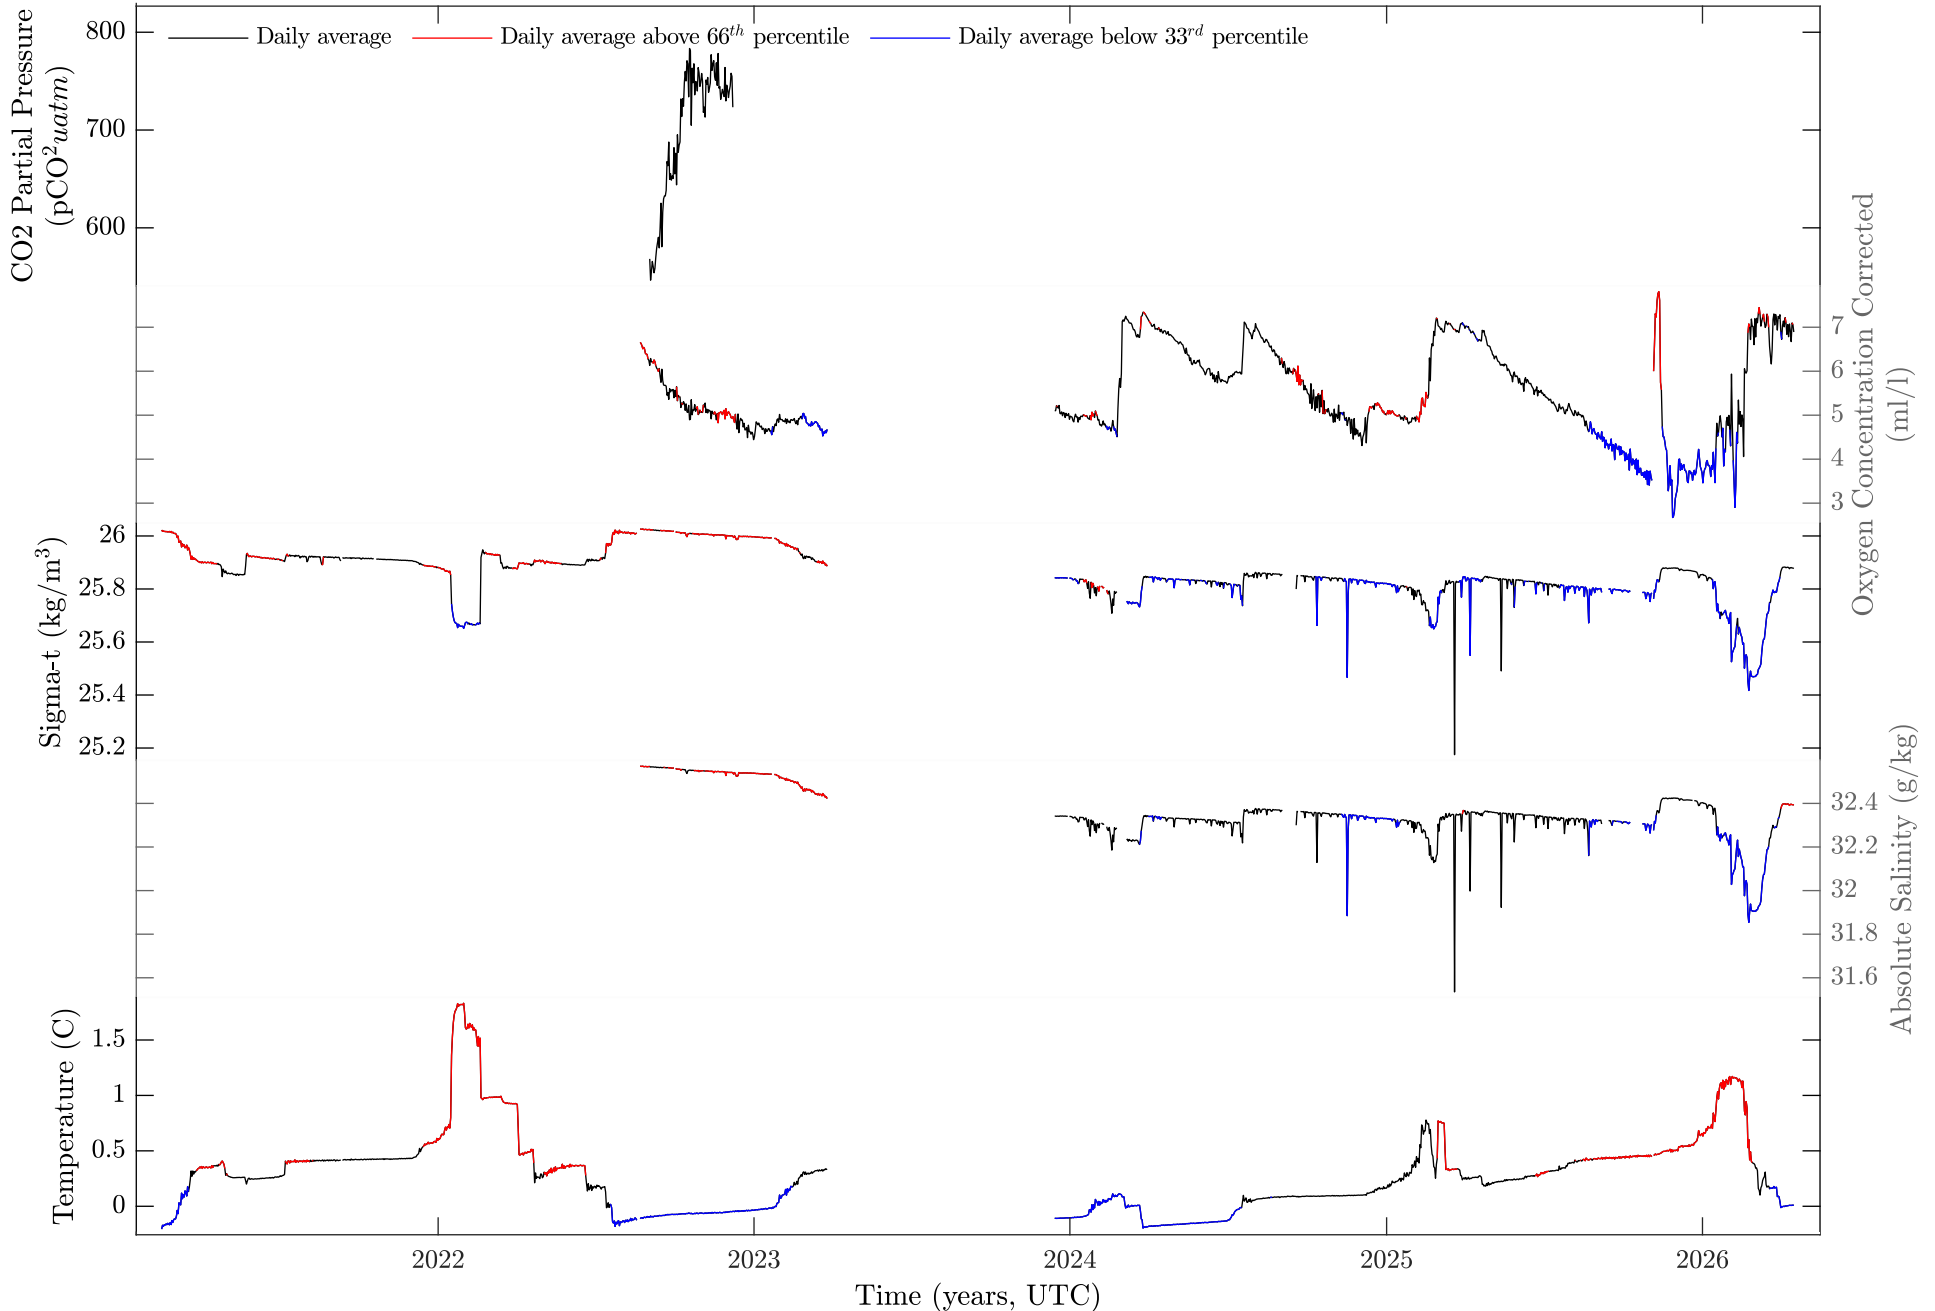 Daily average
Daily average above 66th percentile
Daily average below 33rd percentile
CO2 Partial Pressure
(pCO2uatm)
800
700
600
Oxygen Concentration Corrected
(ml/l)
7
6
5
4
3
Sigma-t (kg/m3)
26
25.8
25.6
25.4
25.2
Absolute Salinity (g/kg)
32.4
32.2
32
31.8
31.6
Temperature (C)
1.5
1
0.5
0
2022
2023
2024
2025
2026
Time (years, UTC)